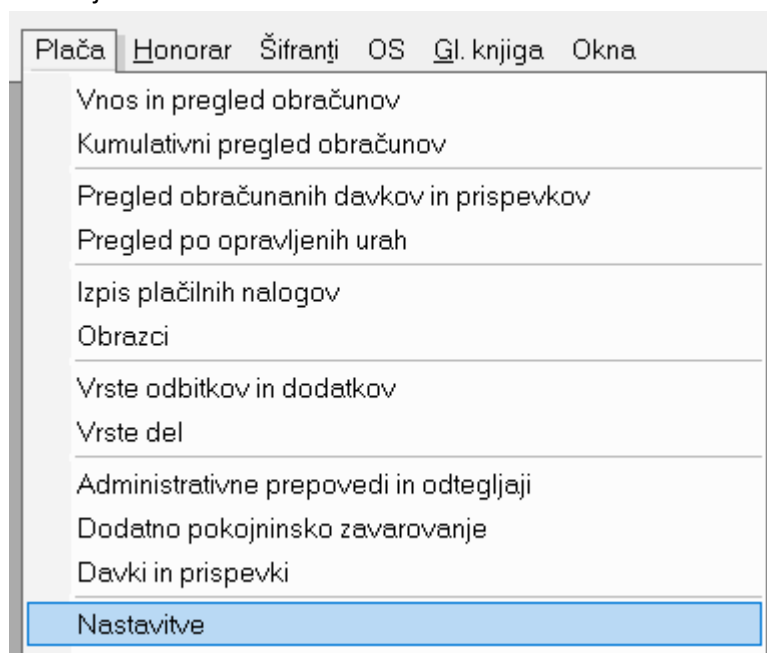 Plača Honorar Šifranti OS Gl. knjiga Okna
Vnos in pregled obračunov
Kumulativni pregled obračunov
Pregled obračunanih davkov in prispevkov
Pregled po opravljenih urah
Izpis plačilnih nalogov
Obrazci
Vrste odbitkov in dodatkov
Vrste del
Administrativne prepovedi in odtegljaji
Dodatno pokojninsko zavarovanje
Davki in prispevki
Nastavitve